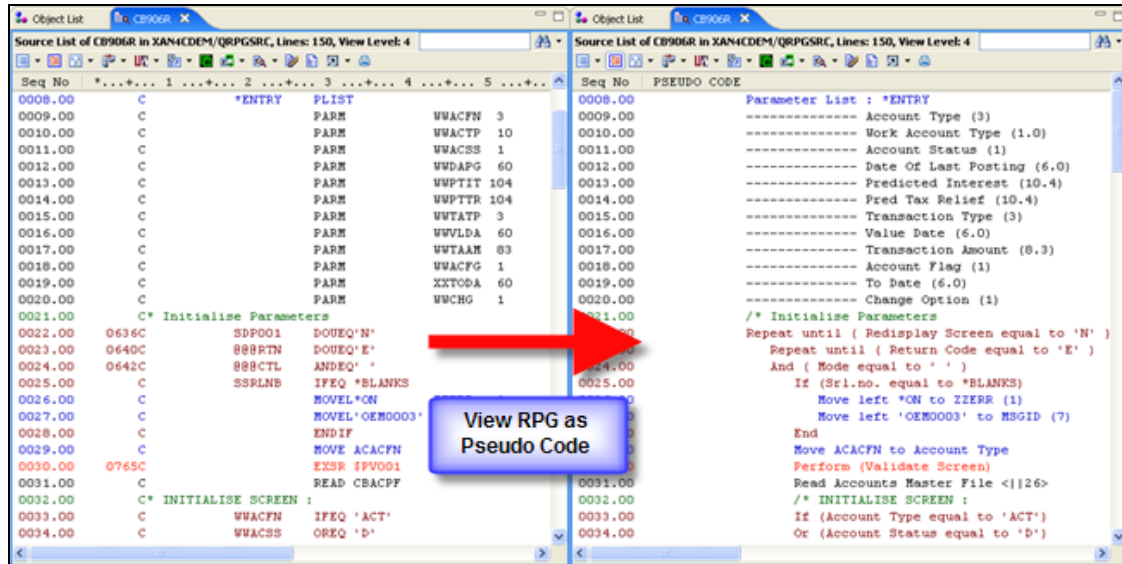 Object List CB906R
Source List of CB906R in XAN4CDEM/QRPGSRC, Lines: 150, View Level: 4
Seq No *...+... 1 ...+... 2 ...+... 3 ...+... 4 ...+... 5 ...+..
0008.00 C *ENTRY PLIST
0009.00 C PARM WWACFN 3
0010.00 C PARM WWACTP 10
0011.00 C PARM WWACSS 1
0012.00 C PARM WWDAPG 60
0013.00 C PARM WWPTIT 104
0014.00 C PARM WWPTTR 104
0015.00 C PARM WWTATP 3
0016.00 C PARM WWVLDA 60
0017.00 C PARM WWTAAM 83
0018.00 C PARM WWACFG 1
0019.00 C PARM XXTODA 60
0020.00 C PARM WWCHG 1
0021.00 C* Initialise Parameters
0022.00 0636C SDP001 DOUEQ'N'
0023.00 0640C @@@RTN DOUEQ'E'
0024.00 0642C @@@CTL ANDEQ' '
0025.00 C SSRLNB IFEQ *BLANKS
0026.00 C MOVEL*ON
0027.00 C MOVEL'OEM0003'
0028.00 C ENDIF
0029.00 C MOVE ACACFN
0030.00 0765C EXSR $PV001
0031.00 C READ CBACPF
0032.00 C* INITIALISE SCREEN :
0033.00 C WWACFN IFEQ 'ACT'
0034.00 C WWACSS OREQ 'D'
View RPG as
Pseudo Code
Object List CB906R
Source List of CB906R in XAN4CDEM/QRPGSRC, Lines: 150, View Level: 4
Seq No PSEUDO CODE
0008.00 Parameter List : *ENTRY
0009.00 -------------- Account Type (3)
0010.00 -------------- Work Account Type (1.0)
0011.00 -------------- Account Status (1)
0012.00 -------------- Date Of Last Posting (6.0)
0013.00 -------------- Predicted Interest (10.4)
0014.00 -------------- Pred Tax Relief (10.4)
0015.00 -------------- Transaction Type (3)
0016.00 -------------- Value Date (6.0)
0017.00 -------------- Transaction Amount (8.3)
0018.00 -------------- Account Flag (1)
0019.00 -------------- To Date (6.0)
0020.00 -------------- Change Option (1)
0021.00 /* Initialise Parameters
Repeat until ( Redisplay Screen equal to 'N' )
Repeat until ( Return Code equal to 'E' )
0024.00 And ( Mode equal to ' ' )
0025.00 If (Srl.no. equal to *BLANKS)
Move left *ON to ZZERR (1)
Move left 'OEM0003' to MSGID (7)
End
Move ACACFN to Account Type
Perform (Validate Screen)
0031.00 Read Accounts Master File <||26>
0032.00 /* INITIALISE SCREEN :
0033.00 If (Account Type equal to 'ACT')
0034.00 Or (Account Status equal to 'D')